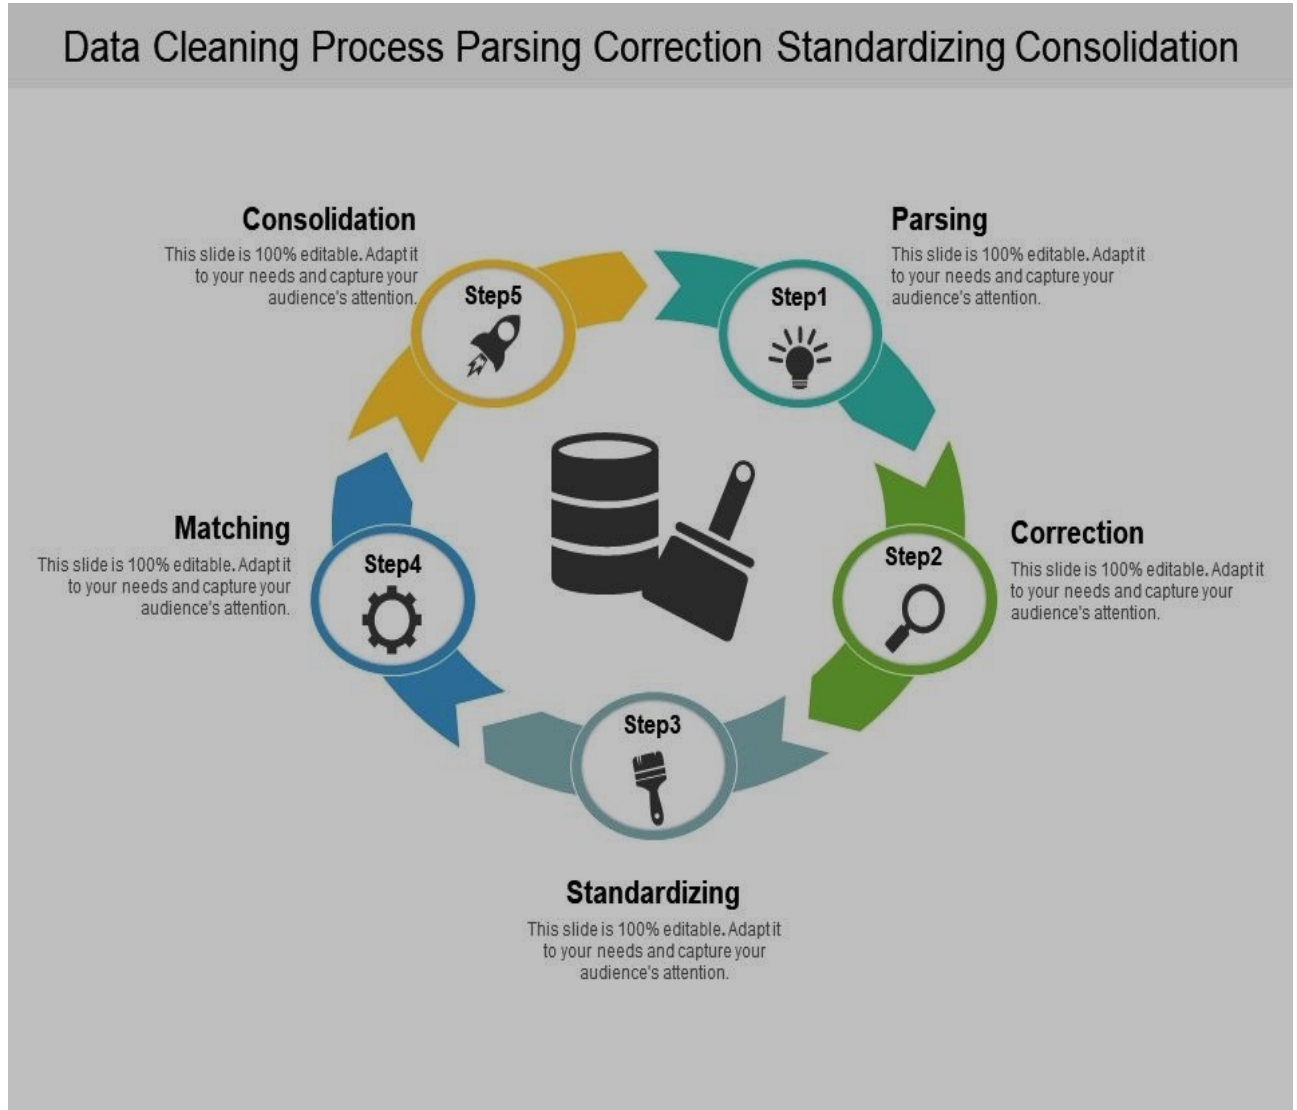 Data Cleaning Process Parsing Correction Standardizing Consolidation
Parsing
This slide is 100% editable. Adapt it
to your needs and capture your
audience's attention.
Step1
Correction
This slide is 100% editable. Adapt it
to your needs and capture your
audience's attention.
Step2
Standardizing
This slide is 100% editable. Adapt it
to your needs and capture your
audience's attention.
Step3
Matching
This slide is 100% editable. Adapt it
to your needs and capture your
audience's attention.
Step4
Consolidation
This slide is 100% editable. Adapt it
to your needs and capture your
audience's attention.
Step5